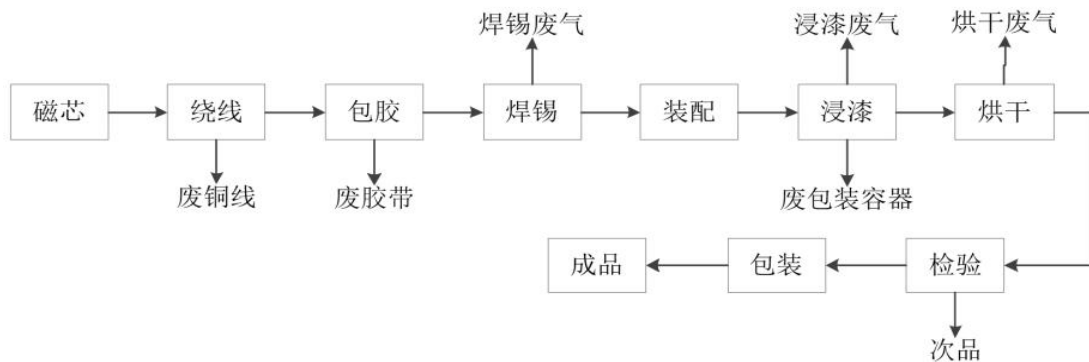 焊锡废气
浸漆废气
烘干废气
磁芯
绕线
包胶
焊锡
装配
浸漆
烘干
废铜线
废胶带
废包装容器
成品
包装
检验
次品